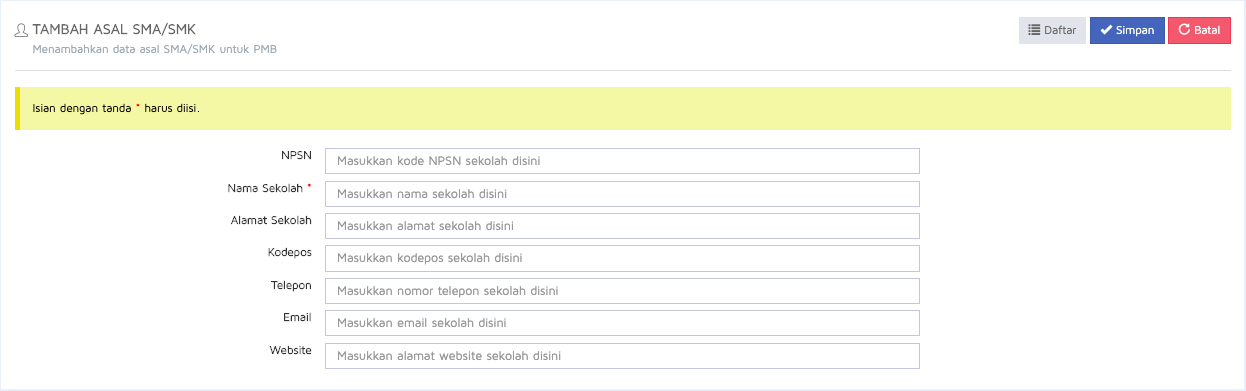 TAMBAH ASAL SMA/SMK
Menambahkan data asal SMA/SMK untuk PMB
Daftar
Simpan
Batal
Isian dengan tanda * harus diisi.
NPSN
Masukkan kode NPSN sekolah disini
Nama Sekolah *
Masukkan nama sekolah disini
Alamat Sekolah
Masukkan alamat sekolah disini
Kodepos
Masukkan kodepos sekolah disini
Telepon
Masukkan nomor telepon sekolah disini
Email
Masukkan email sekolah disini
Website
Masukkan alamat website sekolah disini